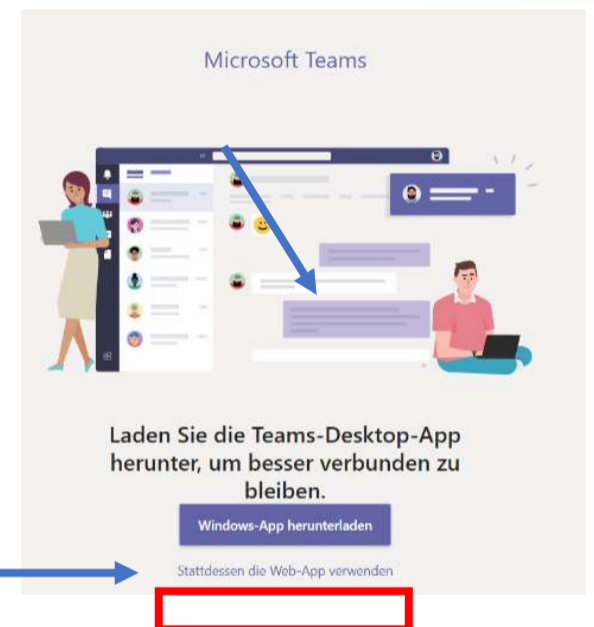 Microsoft Teams
Laden Sie die Teams-Desktop-App
herunter, um besser verbunden zu
bleiben.
Windows-App herunterladen
Stattdessen die Web-App verwenden